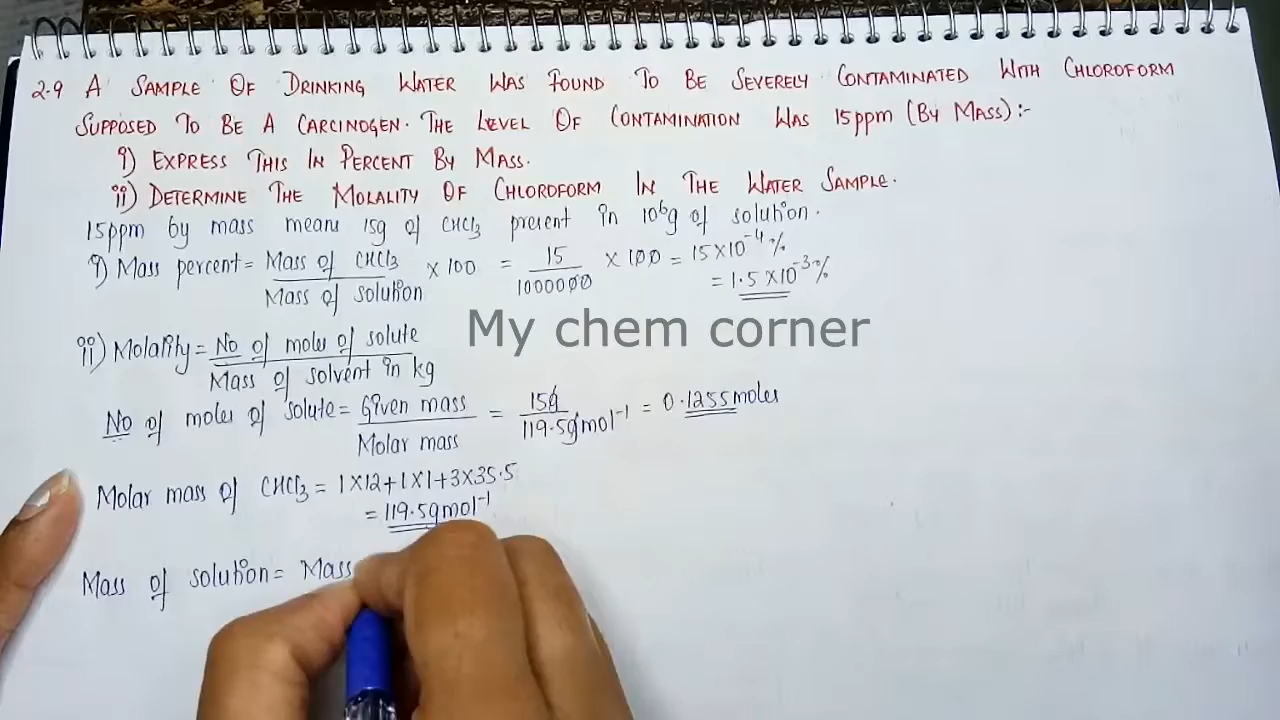 2.9 A SAMPLE OF DRINKING WATER WAS FOUND TO BE SEVERELY CONTAMINATED WITH CHLOROFORM
SUPPOSED TO BE A CARCINOGEN. THE LEVEL OF CONTAMINATION WAS 15ppm (BY MASS):-
i) EXPRESS THIS IN PERCENT BY MASS.
ii) DETERMINE THE MOLALITY OF CHLOROFORM IN THE WATER SAMPLE.
15ppm by mass means 15g of CHCl₃ present in 10⁶g of solution.
i) Mass percent = Mass of CHCl₃ / Mass of solution × 100 = 15 / 1000000 × 100 = 15×10⁻⁴%
= 1.5×10⁻³%
My chem corner
ii) Molality = No of moles of solute / Mass of solvent in kg
No of moles of solute = Given mass / Molar mass = 15g / 119.5gmol⁻¹ = 0.1255moles
Molar mass of CHCl₃ = 1×12+1×1+3×35.5
= 119.5gmol⁻¹
Mass of solution = Mass